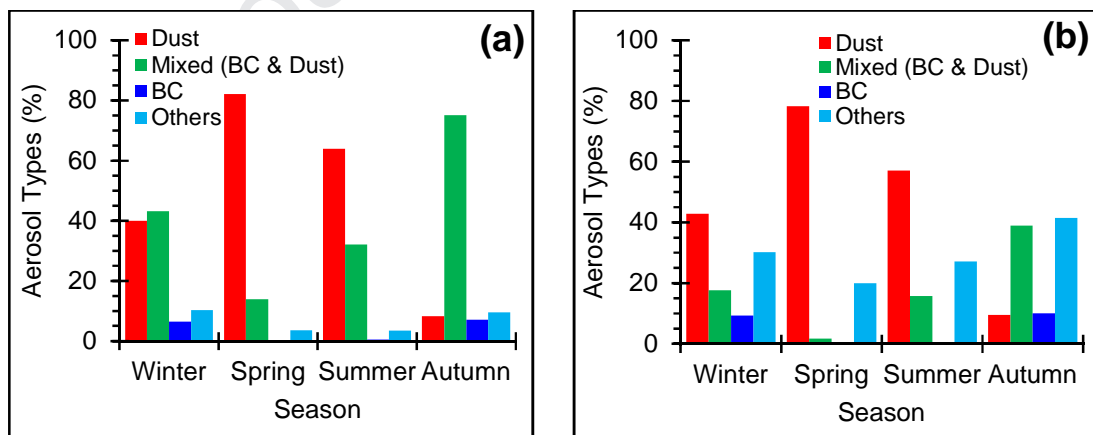 (a)
Dust
Mixed (BC & Dust)
BC
Others
100
80
60
40
20
0
Aerosol Types (%)
Winter Spring Summer Autumn
Season
(b)
Dust
Mixed (BC & Dust)
BC
Others
100
80
60
40
20
0
Aerosol Types (%)
Winter Spring Summer Autumn
Season